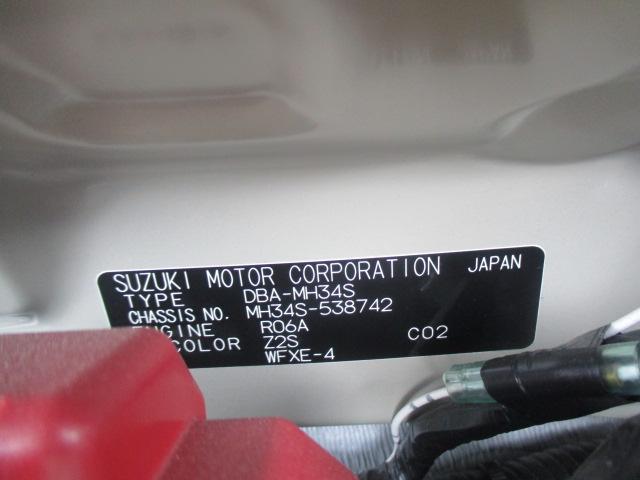 SUZUKI MOTOR CORPORATION JAPAN
TYPE DBA-MH34S
CHASSIS NO. MH34S-538742
ENGINE R06A
COLOR Z2S C02
WFXE-4